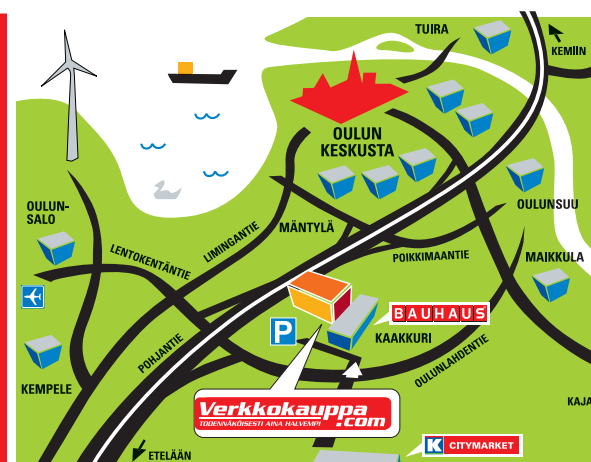 TUIRA
KEMIIN
OULUN
KESKUSTA
OULUN-
SALO
OULUNSUU
MÄNTYLÄ
LIMINGANTIE
LENTOKENTÄNTIE
POIKKIMAANTIE
MAIKKULA
BAUHAUS
P
KAAKKURI
POHJANTIE
OULUNLAHDENTIE
KEMPELE
KAJA
Verkkokauppa
TODENNÄKÖISESTI AINA HALVEMPI .com
ETELÄÄN
K CITYMARKET